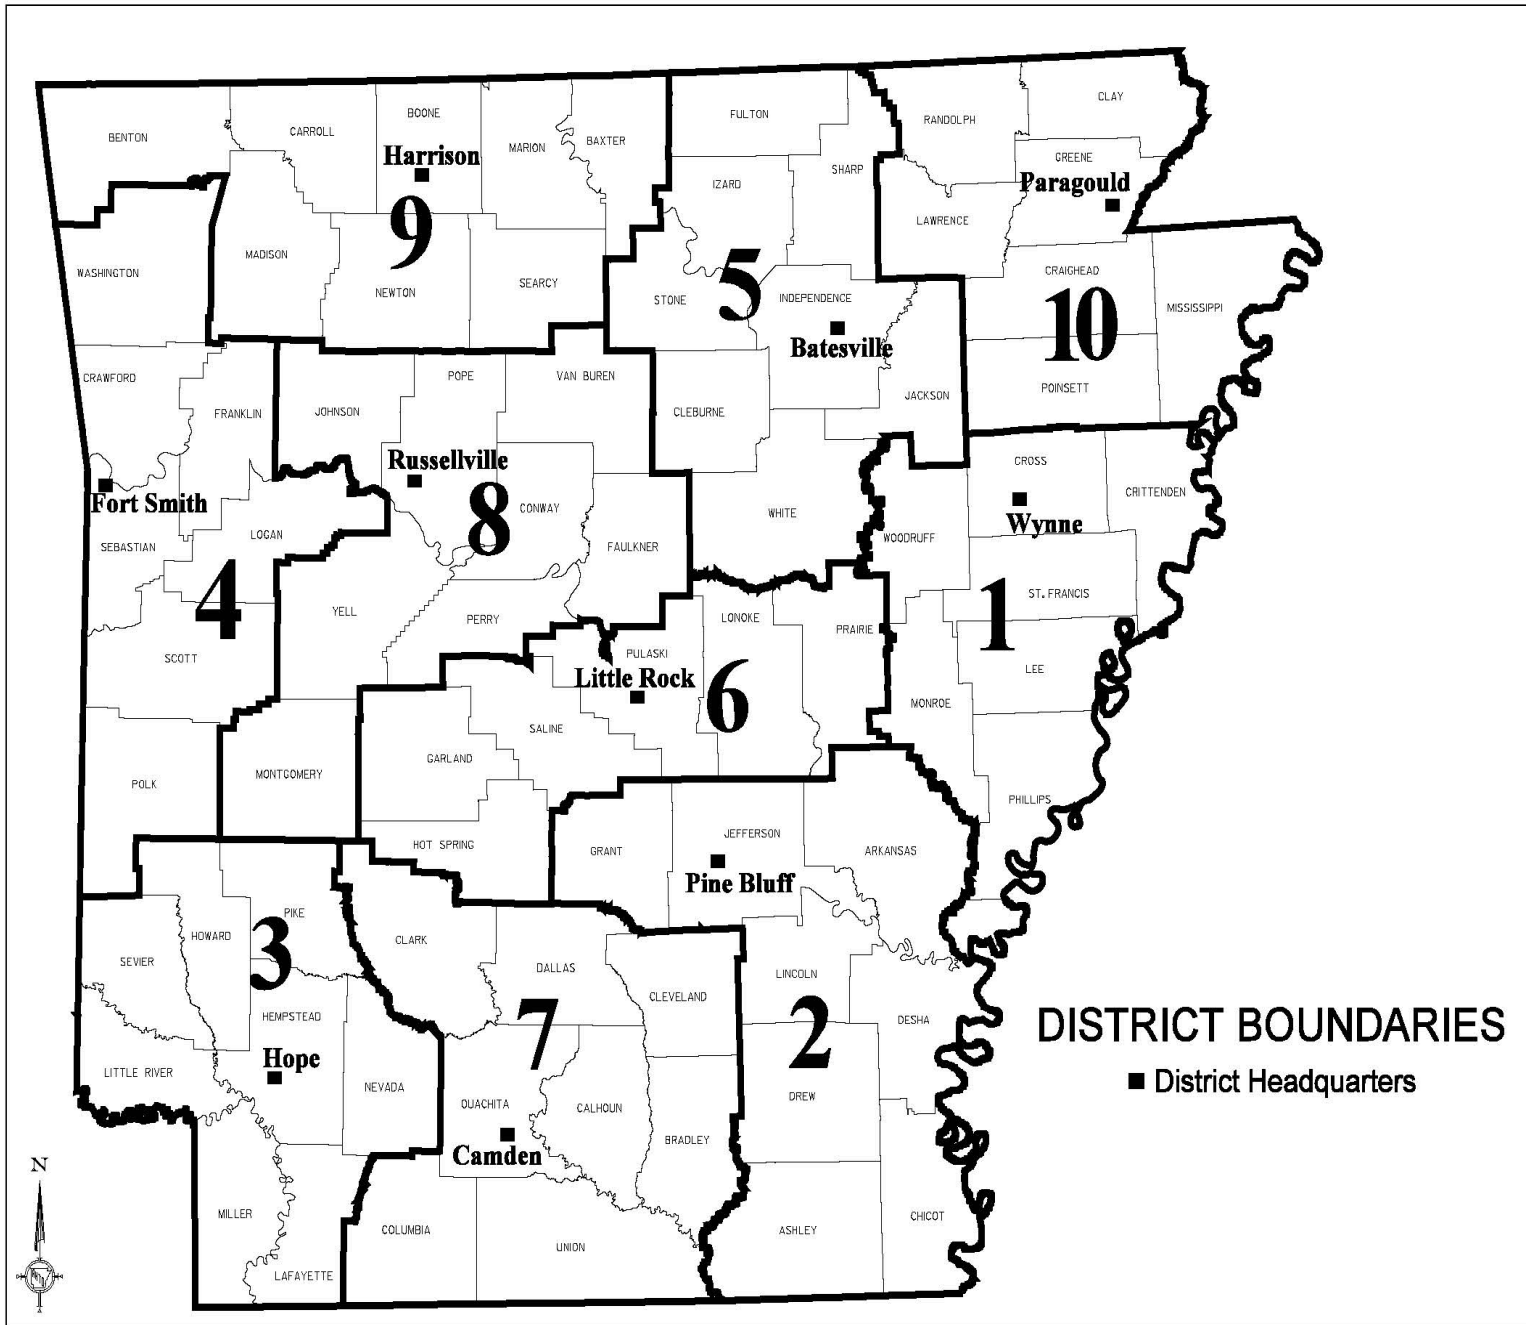 CLAY
BOONE
FULTON
RANDOLPH
CARROLL
BENTON
MARION
BAXTER
Harrison
GREENE
SHARP
IZARD
Paragould
LAWRENCE
9
MADISON
WASHINGTON
CRAIGHEAD
5
NEWTON
SEARCY
STONE
INDEPENDENCE
MISSISSIPPI
10
Batesville
CRAWFORD
POPE
VAN BUREN
POINSETT
JACKSON
FRANKLIN
JOHNSON
CLEBURNE
Russellville
CROSS
CRITTENDEN
Fort Smith
8
CONWAY
WHITE
Wynne
LOGAN
WOODRUFF
SEBASTIAN
FAULKNER
4
ST.FRANCIS
YELL
PERRY
LONOKE
PRAIRIE
1
SCOTT
PULASKI
LEE
Little Rock
6
MONROE
SALINE
GARLAND
MONTGOMERY
POLK
PHILLIPS
JEFFERSON
HOT SPRING
GRANT
ARKANSAS
Pine Bluff
PIKE
HOWARD
CLARK
3
SEVIER
DALLAS
LINCOLN
CLEVELAND
HEMPSTEAD
DESHA
DISTRICT BOUNDARIES
7
2
Hope
LITTLE RIVER
NEVADA
District Headquarters
DREW
OUACHITA
CALHOUN
BRADLEY
Camden
N
MILLER
CHICOT
COLUMBIA
ASHLEY
UNION
LAFAYETTE